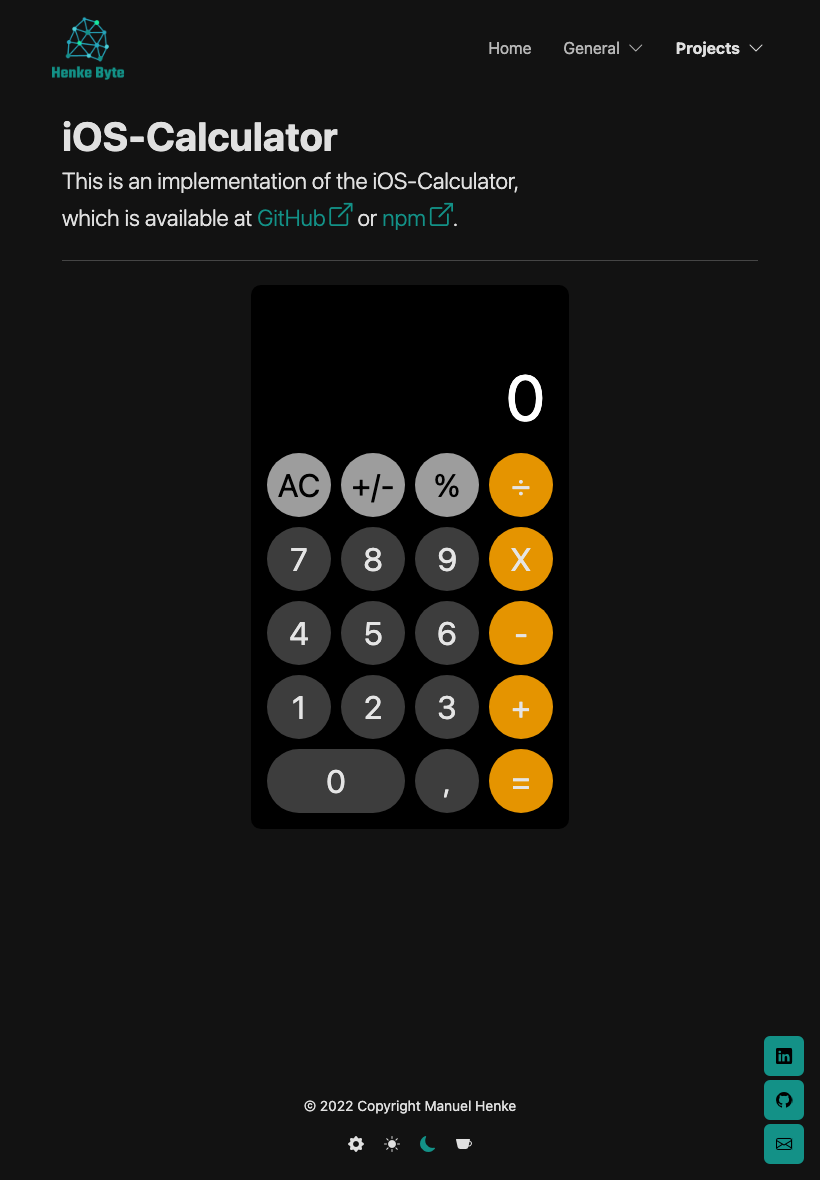 Henke Byte
Home General Projects
iOS-Calculator
This is an implementation of the iOS-Calculator,
which is available at GitHub or npm.
0
AC +/- % ÷
7 8 9 X
4 5 6 -
1 2 3 +
0 , =
in
© 2022 Copyright Manuel Henke